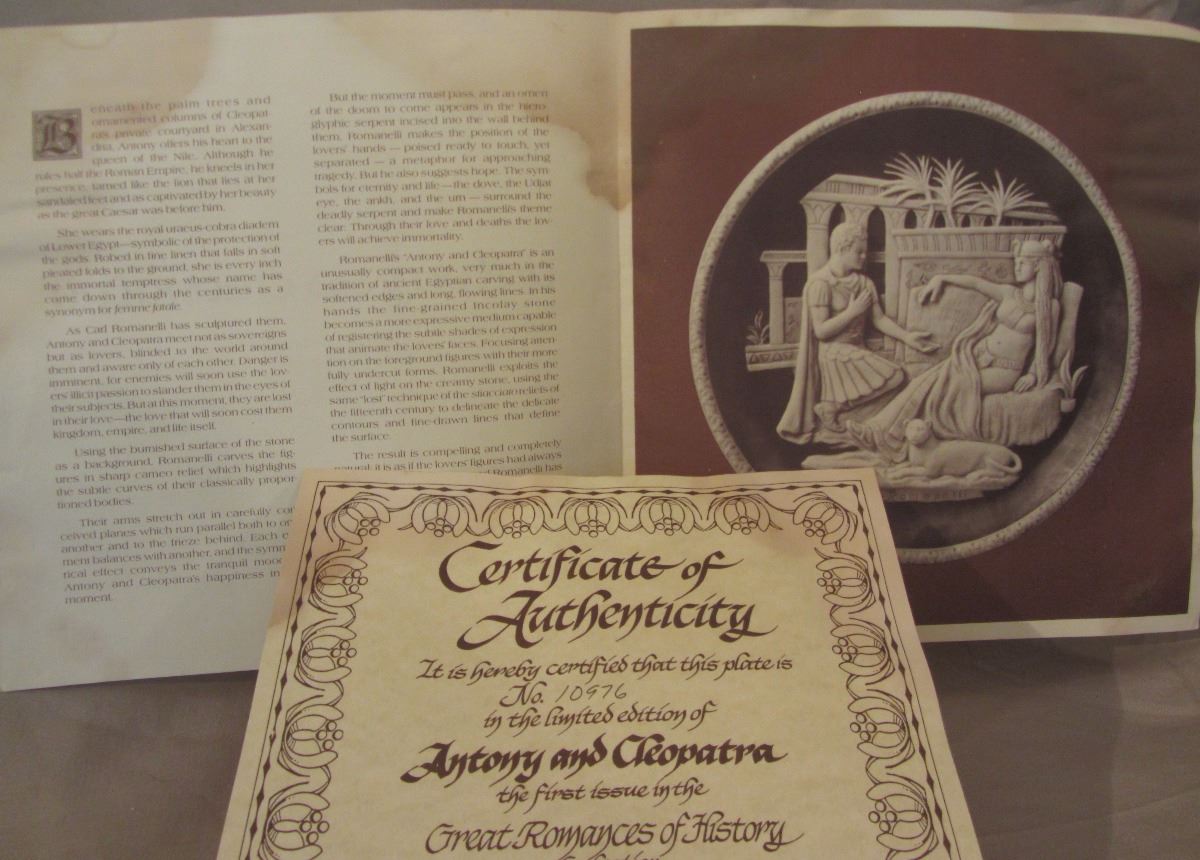 Beneath the palm trees and
ornamented columns of Cleopat-
ra's private courtyard in Alexan-
dria, Antony offers his heart to the
queen of the Nile. Although he
rules half the Roman Empire, he kneels in her
presence, tamed like the lion that lies at her
sandaled feet and as captivated by her beauty
as the great Caesar was before him.
She wears the royal uraeus-cobra diadem
of Lower Egypt—symbolic of the protection of
the gods. Robed in fine linen that falls in soft
pleated folds to the ground, she is every inch
the immortal temptress whose name has
come down through the centuries as a
synonym for femme fatale.
As Carl Romanelli has sculptured them,
Antony and Cleopatra meet not as sovereigns
but as lovers, blinded to the world around
them and aware only of each other. Danger is
imminent, for enemies will soon use the lov-
ers' illicit passion to slander them in the eyes of
their subjects. But at this moment, they are lost
in their love—the love that will soon cost them
kingdom, empire, and life itself.
Using the burnished surface of the stone
as a background, Romanelli carves the fig-
ures in sharp cameo relief which highlights
the subtle curves of their classically propor-
tioned bodies.
Their arms stretch out in carefully con
ceived planes which run parallel both to on
another and to the frieze behind. Each e
ment balances with another, and the symm
rical effect conveys the tranquil mood
Antony and Cleopatra's happiness in
moment.
But the moment must pass, and an omen
of the doom to come appears in the hiero-
glyphic serpent incised into the wall behind
them. Romanelli makes the position of the
lovers' hands — poised ready to touch, yet
separated — a metaphor for approaching
tragedy. But he also suggests hope. The sym-
bols for eternity and life — the dove, the Udjat
eye, the ankh, and the urn — surround the
deadly serpent and make Romanelli's theme
clear: Through their love and deaths the lov-
ers will achieve immortality.
Romanelli's "Antony and Cleopatra" is an
unusually compact work, very much in the
tradition of ancient Egyptian carving with its
softened edges and long, flowing lines. In his
hands the fine-grained Incolay stone
becomes a more expressive medium capable
of registering the subtle shades of expression
that animate the lovers' faces. Focusing atten-
tion on the foreground figures with their more
fully undercut forms, Romanelli exploits the
effect of light on the creamy stone, using the
same "lost" technique of the stiacciato reliefs of
the fifteenth century to delineate the delicate
contours and fine-drawn lines that define
the surface.
The result is compelling and completely
natural; it is as if the lovers' figures had always
Romanelli has
Romanelli
Certificate of
Authenticity
It is hereby certified that this plate is
No. 10976
in the limited edition of
Antony and Cleopatra
the first issue in the
Great Romances of History